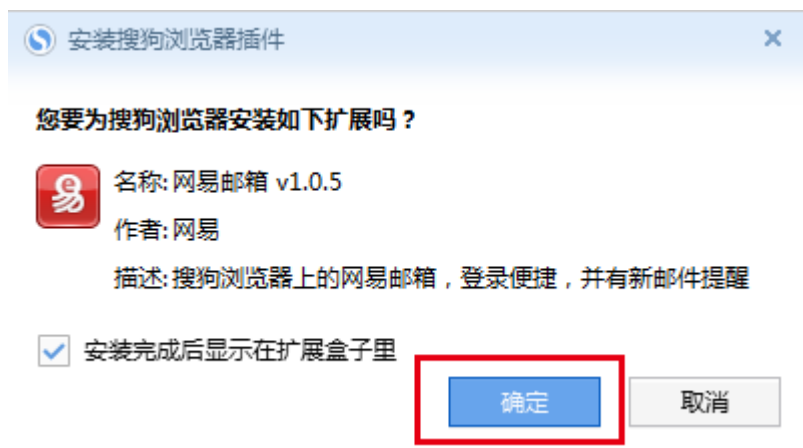 安装搜狗浏览器插件
您要为搜狗浏览器安装如下扩展吗？
名称: 网易邮箱 v1.0.5
作者: 网易
描述: 搜狗浏览器上的网易邮箱，登录便捷，并有新邮件提醒
安装完成后显示在扩展盒子里
确定 取消